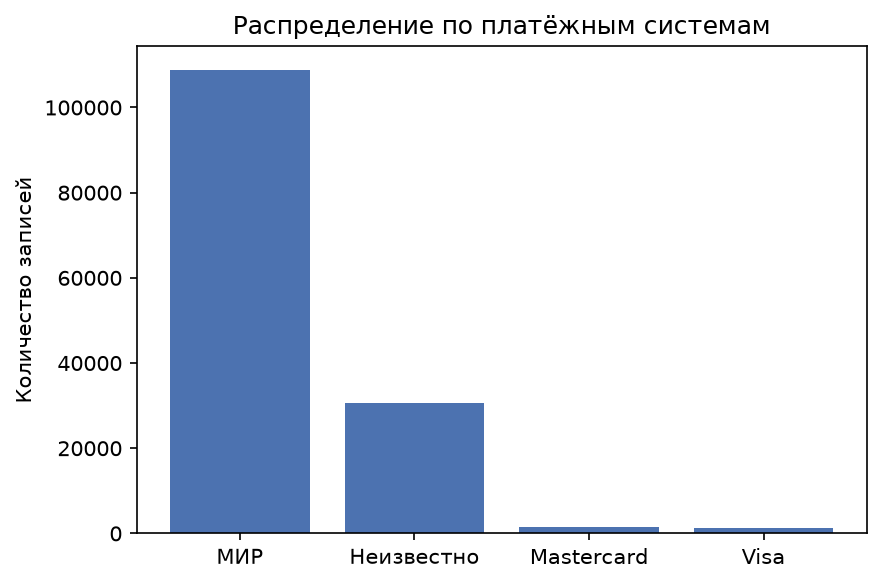 Распределение по платёжным системам
Количество записей
100000
80000
60000
40000
20000
0
МИР Неизвестно Mastercard Visa